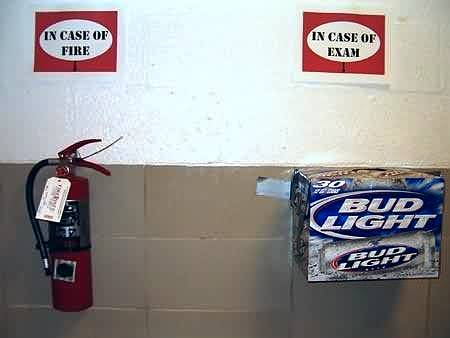 IN CASE OF
FIRE
IN CASE OF
EXAM
30
BUD
LIGHT
BUD
LIGHT